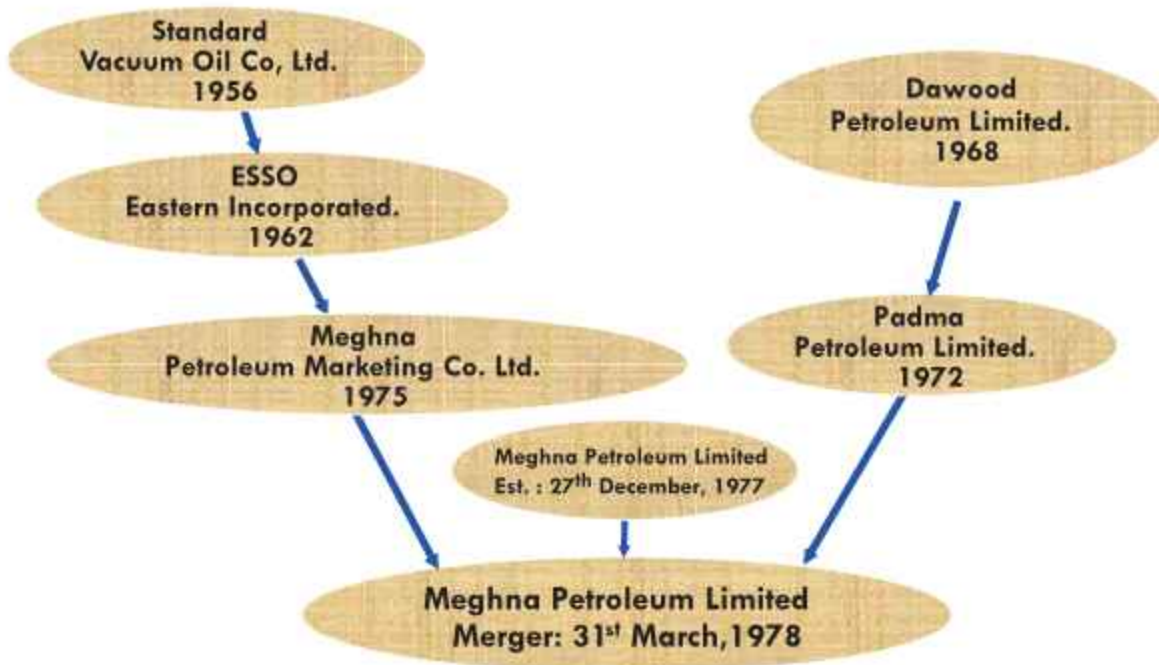 Standard
Vacuum Oil Co, Ltd.
1956
Dawood
Petroleum Limited.
1968
ESSO
Eastern Incorporated.
1962
Meghna
Petroleum Marketing Co. Ltd.
1975
Padma
Petroleum Limited.
1972
Meghna Petroleum Limited
Est. : 27th December, 1977
Meghna Petroleum Limited
Merger: 31st March,1978